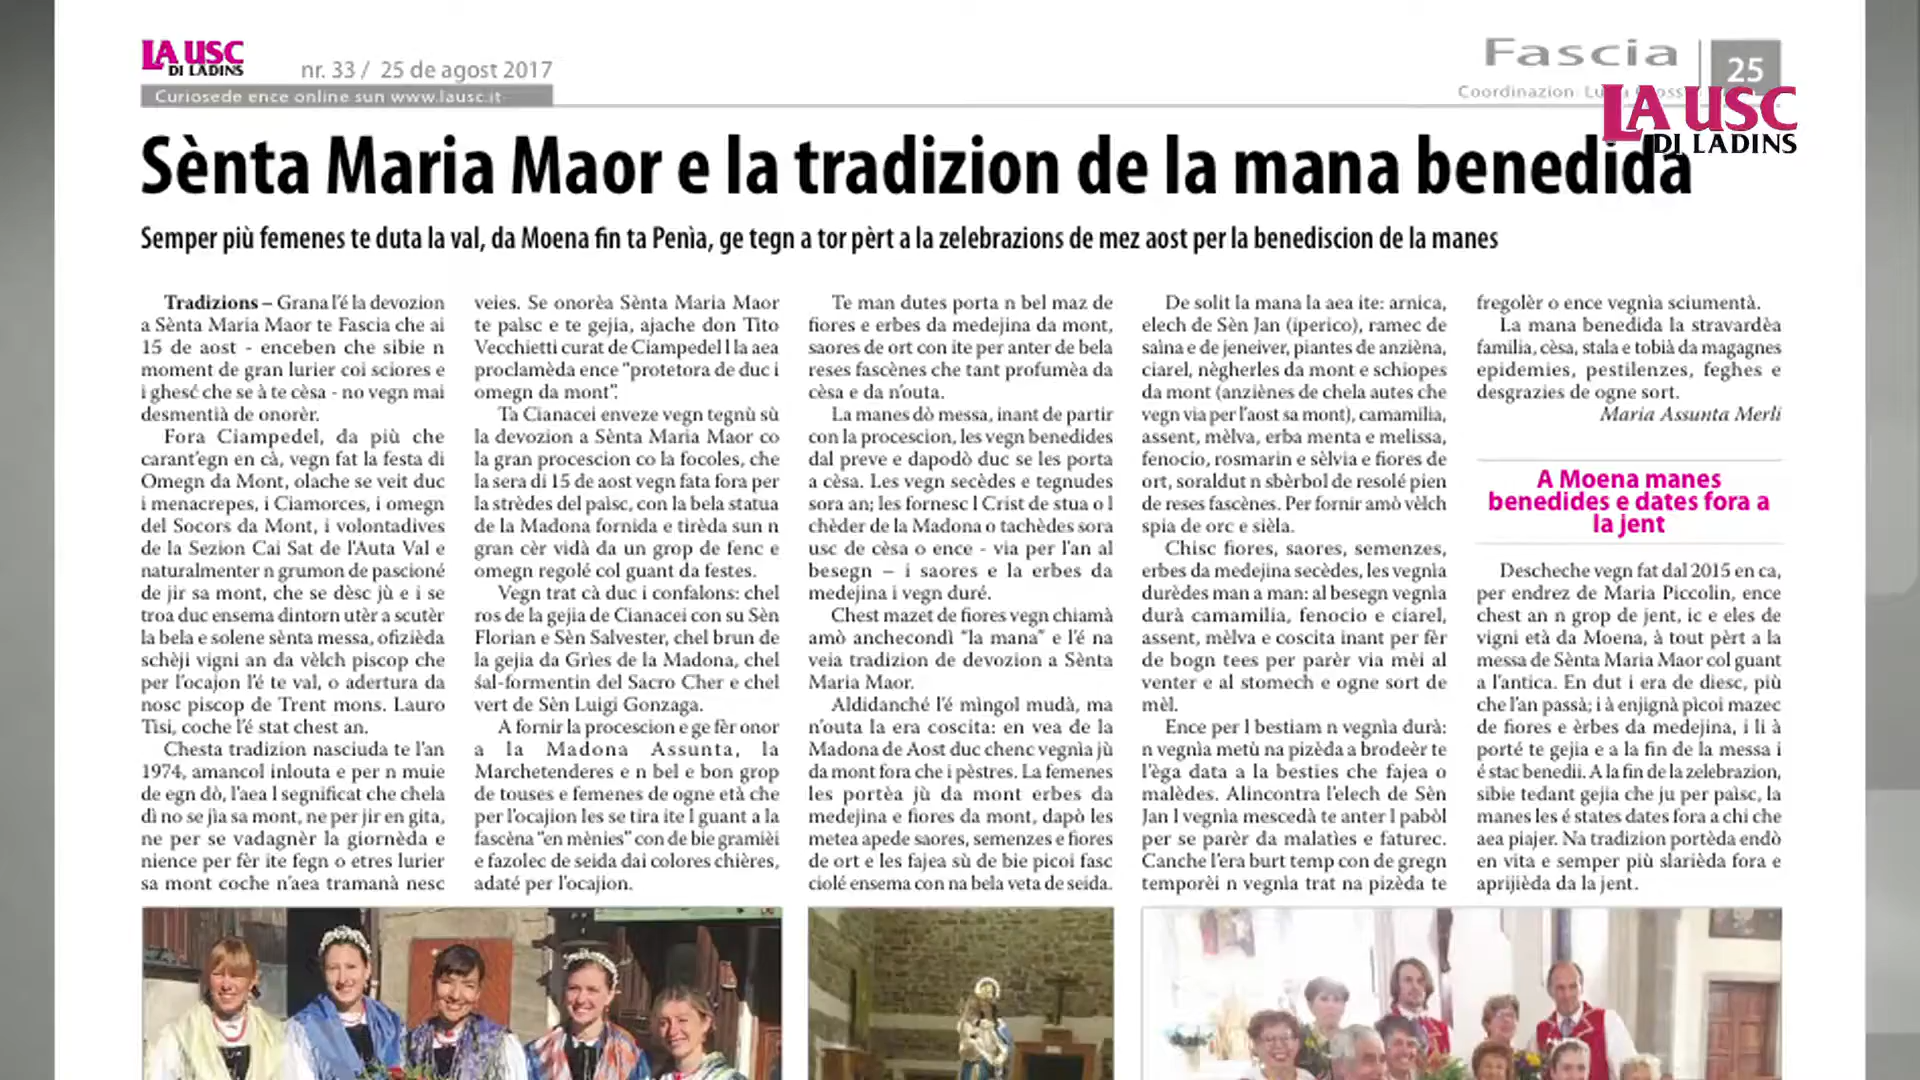 LA USC
DI LADINS
nr. 33 / 25 de agost 2017
Curiosede ence online sun www.lausc.it
Fascia
25
Coordinazion:
LA USC
DI LADINS
Sènta Maria Maor e la tradizion de la mana benedida
Semper più femenes te duta la val, da Moena fin ta Penìa, ge tegn a tor pèrt a la zelebrazions de mez aost per la benediscion de la manes
Tradizions – Grana l'é la devozion
a Sènta Maria Maor te Fascia che ai
15 de aost - enceben che sibie n
moment de gran lurier coi sciores e
i ghesć che se à te cèsa - no vegn mai
desmentià de onorèr.
Fora Ciampedel, da più che
carant'egn en cà, vegn fat la festa di
Omegn da Mont, olache se veit duc
i menacrepes, i Ciamorces, i omegn
del Socors da Mont, i volontadives
de la Sezion Cai Sat de l'Auta Val e
naturalmenter n grumon de pascioné
de jir sa mont, che se dèsc jù e i se
troa duc ensema dintorn utèr a scutèr
la bela e solene sènta messa, ofizièda
schèji vigni an da vèlch piscop che
per l'ocajon l'é te val, o adertura da
nosc piscop de Trent mons. Lauro
Tisi, coche l'é stat chest an.
Chesta tradizion nasciuda te l'an
1974, amancol inlouta e per n muie
de egn dò, l'aea l segnificat che chela
dì no se jìa sa mont, ne per jir en gita,
ne per se vadagnèr la giornèda e
nience per fèr ite fegn o etres lurier
sa mont coche n'aea tramanà nesc
veies. Se onorèa Sènta Maria Maor
te paìsc e te gejia, ajache don Tito
Vecchietti curat de Ciampedel l la aea
proclamèda ence "protetora de duc i
omegn da mont".
Ta Cianacei enveze vegn tegnù sù
la devozion a Sènta Maria Maor co
la gran procescion co la focoles, che
la sera di 15 de aost vegn fata fora per
la strèdes del paìsc, con la bela statua
de la Madona fornida e tirèda sun n
gran cèr vidà da un grop de fenc e
omegn regolé col guant da festes.
Vegn trat cà duc i confalons: chel
ros de la gejia de Cianacei con su Sèn
Florian e Sèn Salvester, chel brun de
la gejia da Grìes de la Madona, chel
śal-formentin del Sacro Cher e chel
vert de Sèn Luigi Gonzaga.
A fornir la procescion e ge fèr onor
a la Madona Assunta, la
Marchetenderes e n bel e bon grop
de touses e femenes de ogne età che
per l'ocajion les se tira ite l guant a la
fascèna "en mènies" con de bie gramièi
e fazolec de seida dai colores chières,
adaté per l'ocajion.
Te man dutes porta n bel maz de
fiores e erbes da medejina da mont,
saores de ort con ite per anter de bela
reses fascènes che tant profumèa da
cèsa e da n'outa.
La manes dò messa, inant de partir
con la procescion, les vegn benedides
dal preve e dapodò duc se les porta
a cèsa. Les vegn secèdes e tegnudes
sora an; les fornesc l Crist de stua o l
chèder de la Madona o tachèdes sora
usc de cèsa o ence - via per l'an al
besegn – i saores e la erbes da
medejina i vegn duré.
Chest mazet de fiores vegn chiamà
amò anchecondì "la mana" e l'é na
veia tradizion de devozion a Sènta
Maria Maor.
Aldidanché l'é mìngol mudà, ma
n'outa la era coscita: en vea de la
Madona de Aost duc chenc vegnìa jù
da mont fora che i pèstres. La femenes
les portèa jù da mont erbes da
medejina e fiores da mont, dapò les
metea apede saores, semenzes e fiores
de ort e les fajea sù de bie picoi fasc
ciolé ensema con na bela veta de seida.
De solit la mana la aea ite: arnica,
elech de Sèn Jan (iperico), ramec de
saìna e de jeneiver, piantes de anzièna,
ciarel, nègherles da mont e schiopes
da mont (anziènes de chela autes che
vegn via per l'aost sa mont), camamilia,
assent, mèlva, erba menta e melissa,
fenocio, rosmarin e sèlvia e fiores de
ort, soraldut n sbèrbol de resolé pien
de reses fascènes. Per fornir amò vèlch
spia de orc e sièla.
Chisc fiores, saores, semenzes,
erbes da medejina secèdes, les vegnìa
durèdes man a man: al besegn vegnìa
durà camamilia, fenocio e ciarel,
assent, mèlva e coscita inant per fèr
de bogn tees per parèr via mèi al
venter e al stomech e ogne sort de
mèl.
Ence per l bestiam n vegnìa durà:
n vegnìa metù na pizèda a brodeèr te
l'èga data a la besties che fajea o
malèdes. Alincontra l'elech de Sèn
Jan l vegnìa mescedà te anter l pabòl
per se parèr da malatìes e faturec.
Canche l'era burt temp con de gregn
temporèi n vegnìa trat na pizèda te
fregolèr o ence vegnìa sciumentà.
La mana benedida la stravardèa
familia, cèsa, stala e tobià da magagnes
epidemies, pestilenzes, feghes e
desgrazies de ogne sort.
Maria Assunta Merli
A Moena manes
benedides e dates fora a
la jent
Descheche vegn fat dal 2015 en ca,
per endrez de Maria Piccolin, ence
chest an n grop de jent, ic e eles de
vigni età da Moena, à tout pèrt a la
messa de Sènta Maria Maor col guant
a l'antica. En dut i era de diesc, più
che l'an passà; i à enjignà pìcoi mazec
de fiores e èrbes da medejina, i li à
porté te gejia e a la fin de la messa i
é stac benedii. A la fin de la zelebrazion,
sibie tedant gejia che ju per paìsc, la
manes les é states dates fora a chi che
aea piajer. Na tradizion portèda endò
en vita e semper più slarièda fora e
aprijièda da la jent.